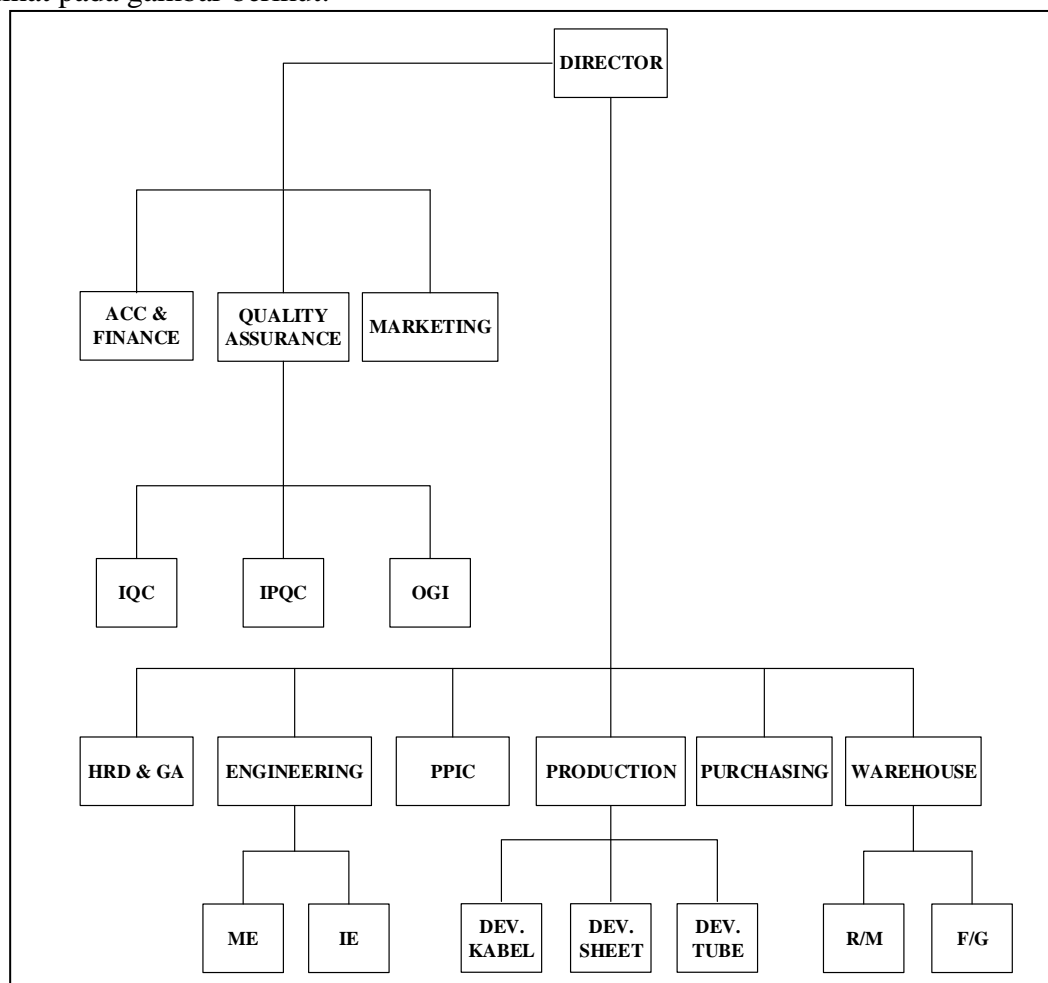 pada gambar berikut.
DIRECTOR
ACC &
FINANCE
QUALITY
ASSURANCE
MARKETING
IQC
IPQC
OGI
HRD & GA
ENGINEERING
PPIC
PRODUCTION
PURCHASING
WAREHOUSE
ME
IE
DEV.
KABEL
DEV.
SHEET
DEV.
TUBE
R/M
F/G